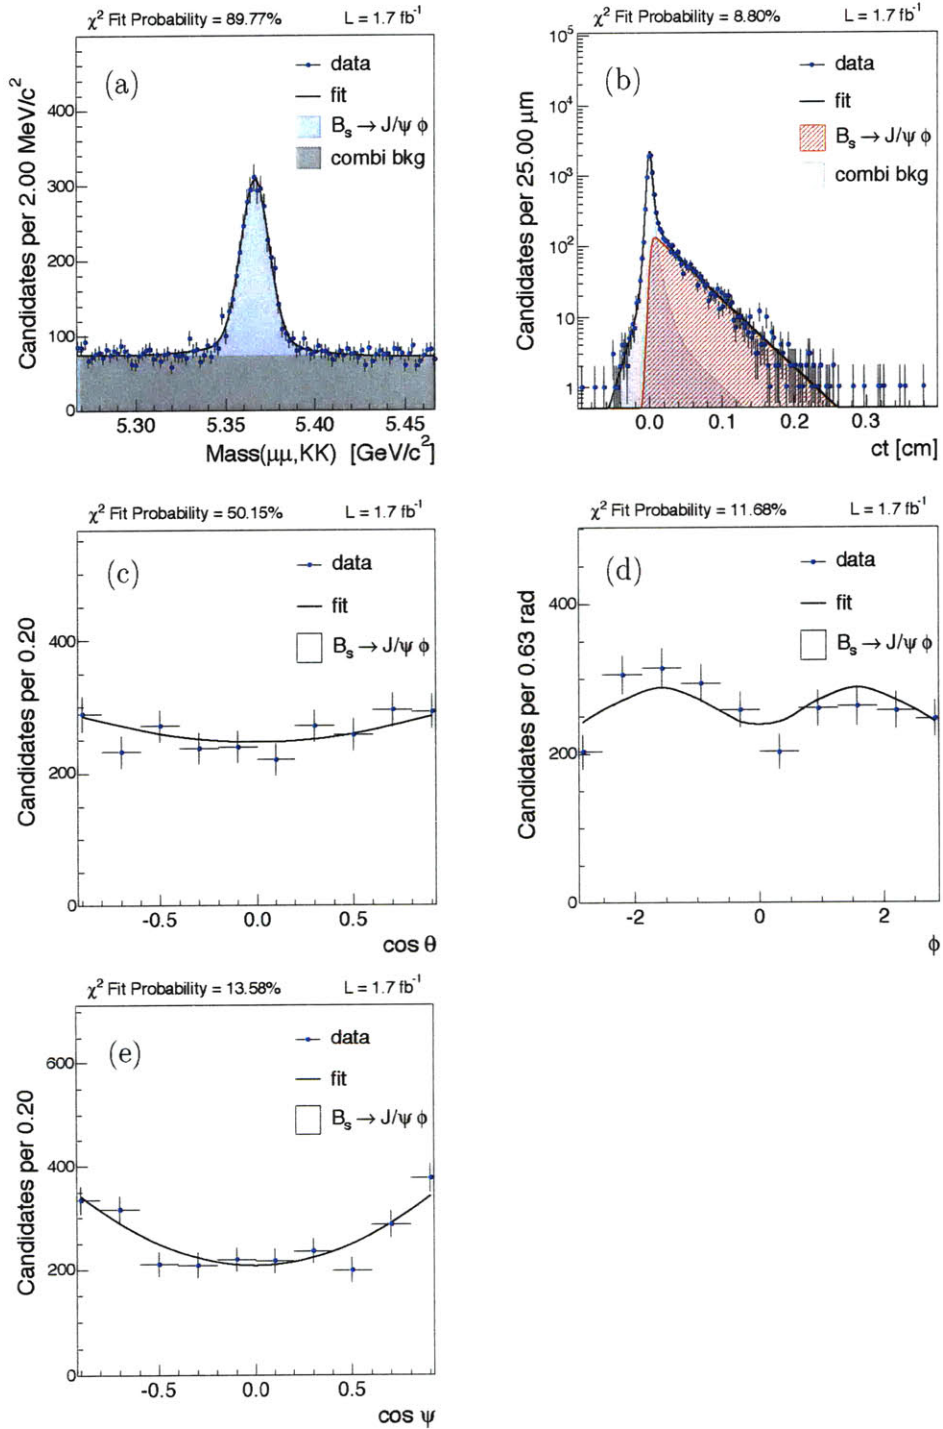 χ² Fit Probability = 89.77% L = 1.7 fb⁻¹
(a)
data
fit
Bₛ → J/ψ φ
combi bkg
Candidates per 2.00 MeV/c²
400
300
200
100
0
5.30 5.35 5.40 5.45
Mass(μμ,KK) [GeV/c²]
χ² Fit Probability = 8.80% L = 1.7 fb⁻¹
(b)
data
fit
Bₛ → J/ψ φ
combi bkg
Candidates per 25.00 μm
10⁵
10⁴
10³
10²
10
1
0.0 0.1 0.2 0.3
ct [cm]
χ² Fit Probability = 50.15% L = 1.7 fb⁻¹
(c)
data
fit
Bₛ → J/ψ φ
Candidates per 0.20
400
200
0
-0.5 0.0 0.5
cos θ
χ² Fit Probability = 11.68% L = 1.7 fb⁻¹
(d)
data
fit
Bₛ → J/ψ φ
Candidates per 0.63 rad
400
200
0
-2 0 2
ϕ
χ² Fit Probability = 13.58% L = 1.7 fb⁻¹
(e)
data
fit
Bₛ → J/ψ φ
Candidates per 0.20
600
400
200
0
-0.5 0.0 0.5
cos ψ